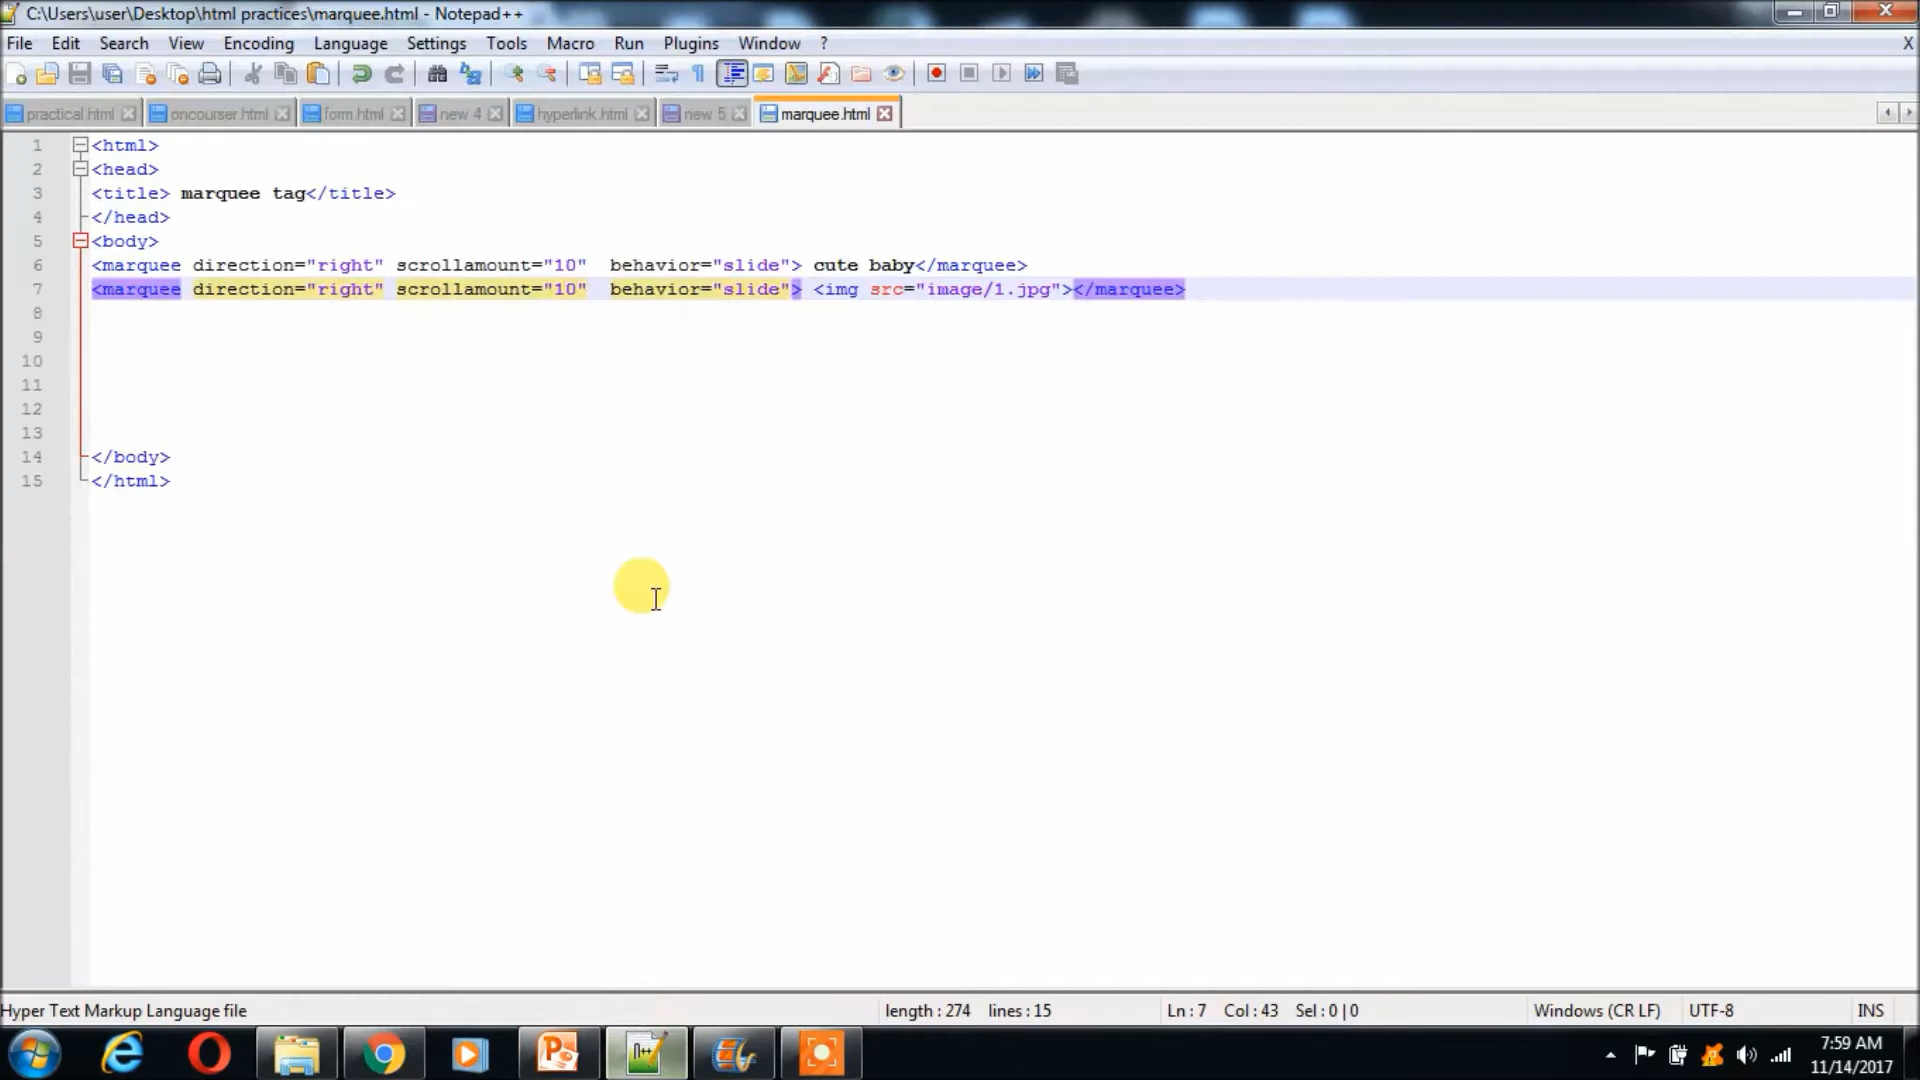 C:\Users\user\Desktop\html practices\marquee.html - Notepad++
File Edit Search View Encoding Language Settings Tools Macro Run Plugins Window ? X
practical.html oncourser.html form.html new 4 hyperlink.html new 5 marquee.html
1 <html>
2 <head>
3 <title> marquee tag</title>
4 </head>
5 <body>
6 <marquee direction="right" scrollamount="10"  behavior="slide"> cute baby</marquee>
7 <marquee direction="right" scrollamount="10"  behavior="slide"> <img src="image/1.jpg"></marquee>
8
9
10
11
12
13
14 </body>
15 </html>
Hyper Text Markup Language file length : 274 lines : 15 Ln : 7 Col : 43 Sel : 0 | 0 Windows (CR LF) UTF-8 INS
7:59 AM
11/14/2017